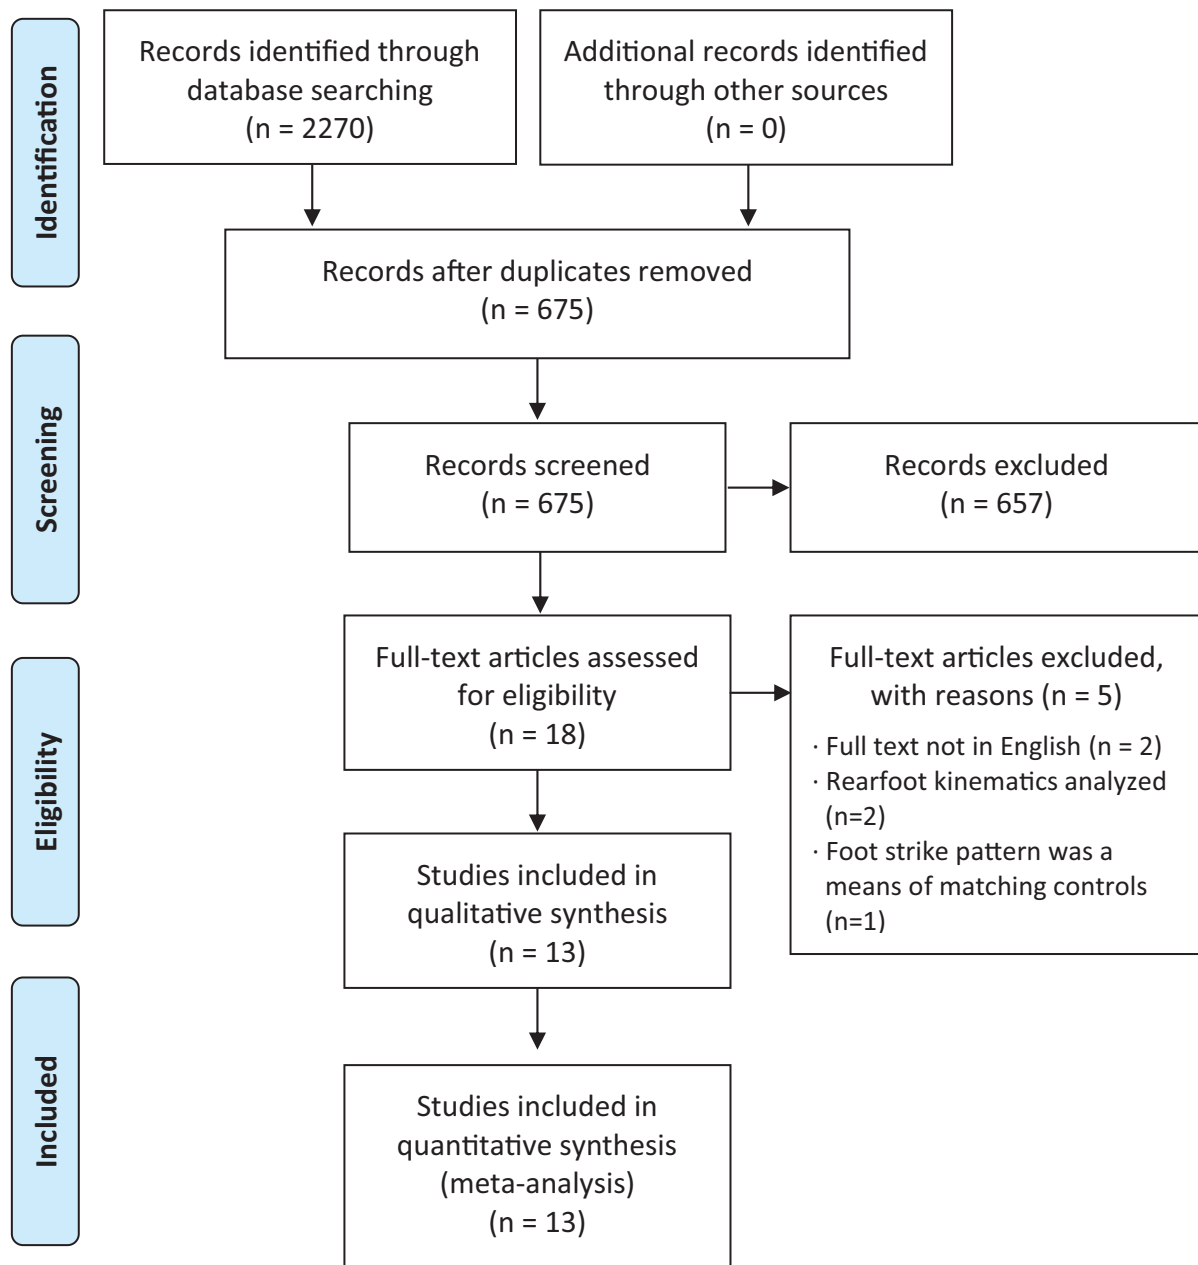 Identification
Records identified through
database searching
(n = 2270)
Additional records identified
through other sources
(n = 0)
Records after duplicates removed
(n = 675)
Screening
Records screened
(n = 675)
Records excluded
(n = 657)
Eligibility
Full-text articles assessed
for eligibility
(n = 18)
Full-text articles excluded,
with reasons (n = 5)
· Full text not in English (n = 2)
· Rearfoot kinematics analyzed
(n=2)
· Foot strike pattern was a
means of matching controls
(n=1)
Studies included in
qualitative synthesis
(n = 13)
Included
Studies included in
quantitative synthesis
(meta-analysis)
(n = 13)